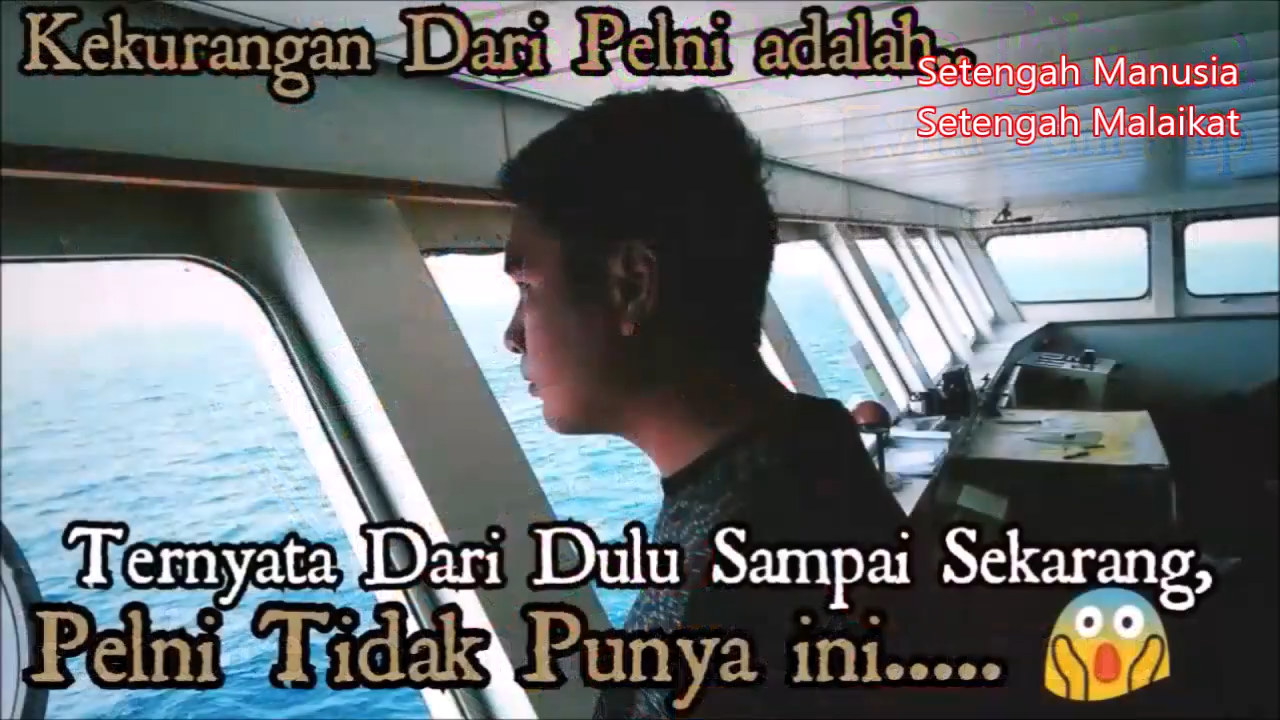 Kekurangan Dari Pelni adalah..
Setengah Manusia
Setengah Malaikat
Ternyata Dari Dulu Sampai Sekarang,
Pelni Tidak Punya ini.....